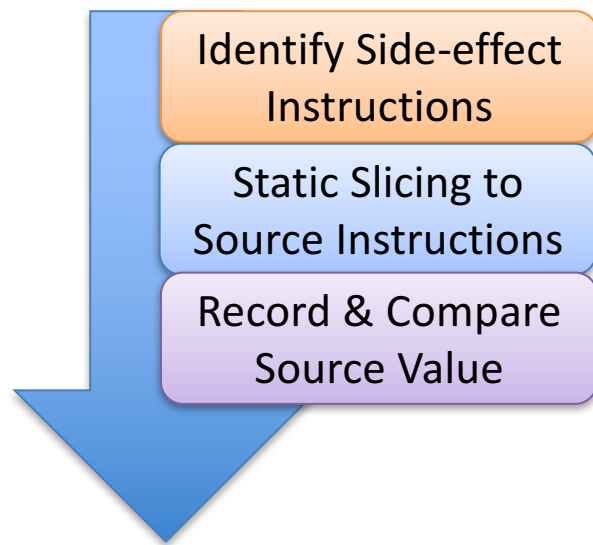 Identify Side-effect
Instructions
Static Slicing to
Source Instructions
Record & Compare
Source Value